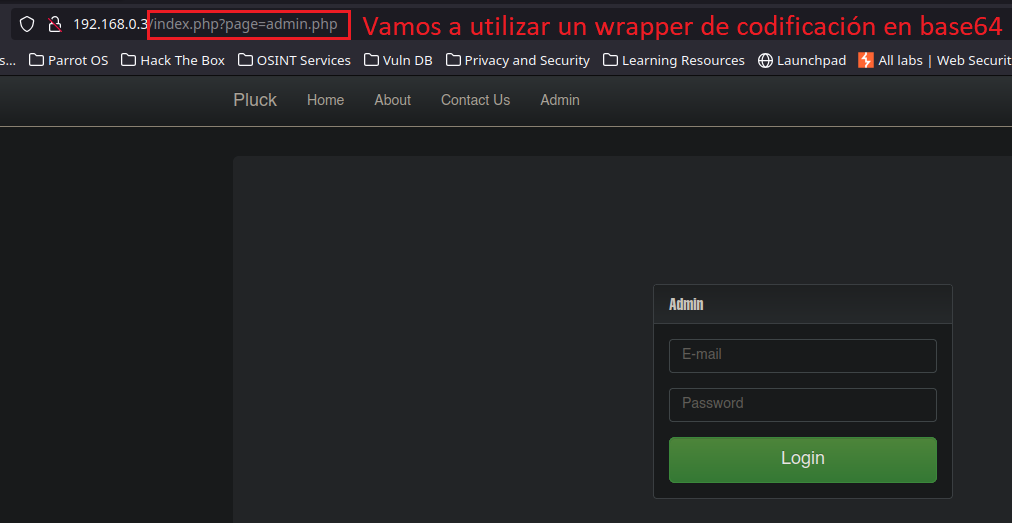 192.168.0.3/index.php?page=admin.php Vamos a utilizar un wrapper de codificación en base64
s... Parrot OS Hack The Box OSINT Services Vuln DB Privacy and Security Learning Resources Launchpad All labs | Web Securit
Pluck Home About Contact Us Admin
Admin
E-mail
Password
Login